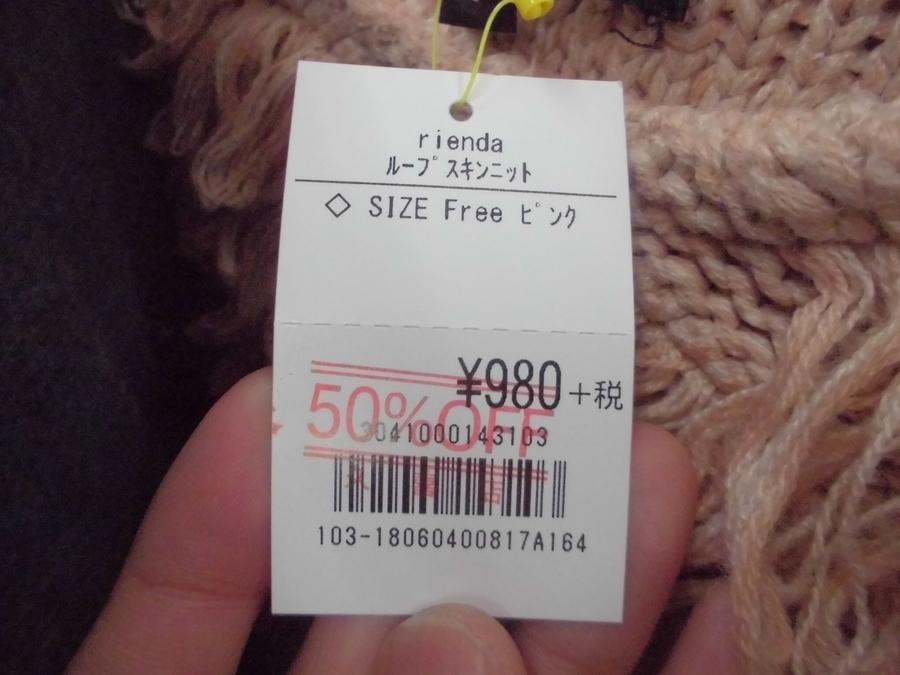 rienda
ループスキンニット
◇ SIZE Free ピンク
¥980+税
50%OFF
3041000143103
103-18060400817A164